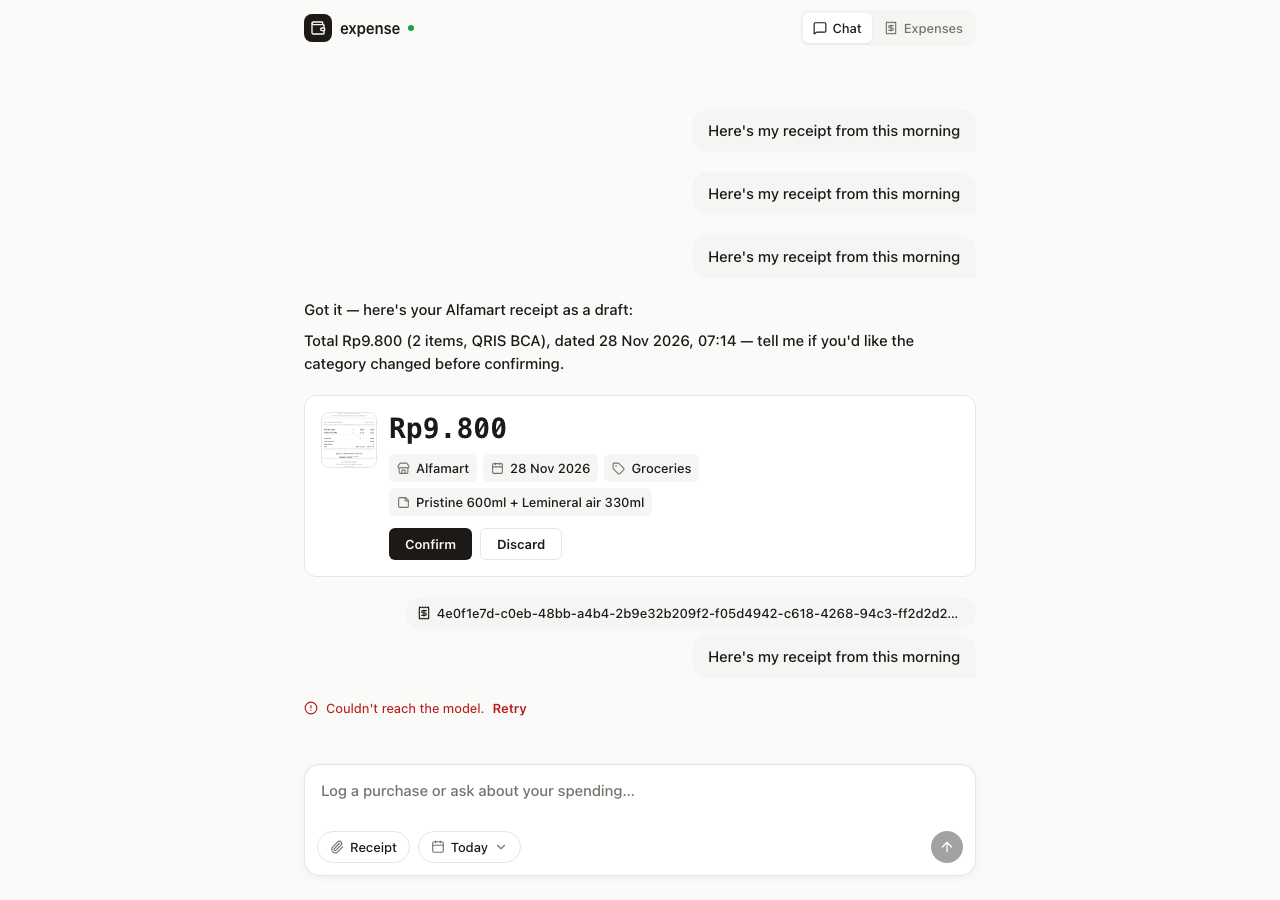 expense
Chat
Expenses
Here's my receipt from this morning
Here's my receipt from this morning
Here's my receipt from this morning
Got it — here's your Alfamart receipt as a draft:
Total Rp9.800 (2 items, QRIS BCA), dated 28 Nov 2026, 07:14 — tell me if you'd like the
category changed before confirming.
Rp9.800
Alfamart
28 Nov 2026
Groceries
Pristine 600ml + Lemineral air 330ml
Confirm
Discard
4e0f1e7d-c0eb-48bb-a4b4-2b9e32b209f2-f05d4942-c618-4268-94c3-ff2d2d2...
Here's my receipt from this morning
Couldn't reach the model. Retry
Log a purchase or ask about your spending...
Receipt
Today